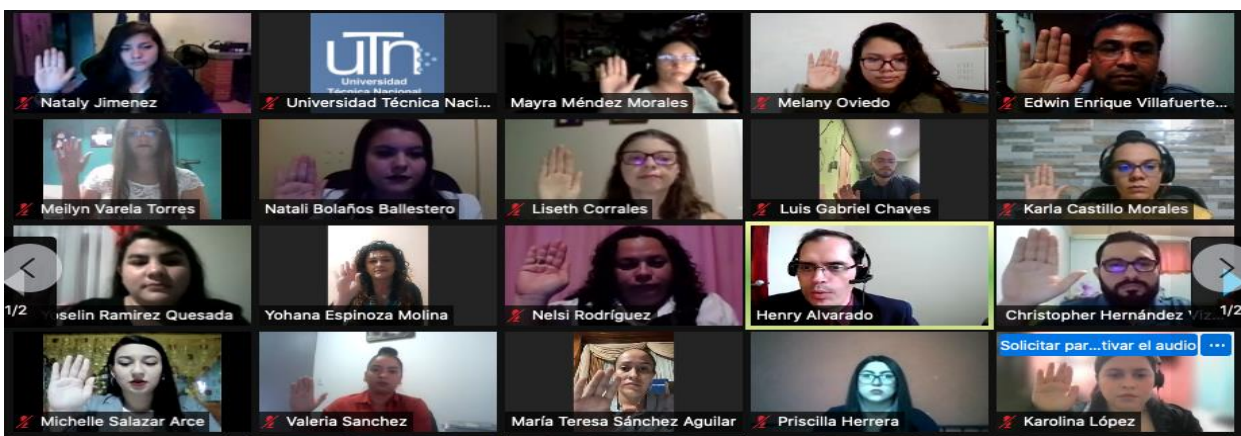 Nataly Jimenez
uTn
Universidad
Técnica Nacional
Universidad Técnica Naci...
Mayra Méndez Morales
Melany Oviedo
Edwin Enrique Villafuerte...
Meilyn Varela Torres
Natali Bolaños Ballestero
Liseth Corrales
Luis Gabriel Chaves
Karla Castillo Morales
Ramirez Quesada
Yohana Espinoza Molina
Nelsi Rodríguez
Henry Alvarado
Christopher Hernández
1/2
1/2
Solicitar par...tivar el audio
Michelle Salazar Arce
Valeria Sanchez
María Teresa Sánchez Aguilar
Priscilla Herrera
Karolina López